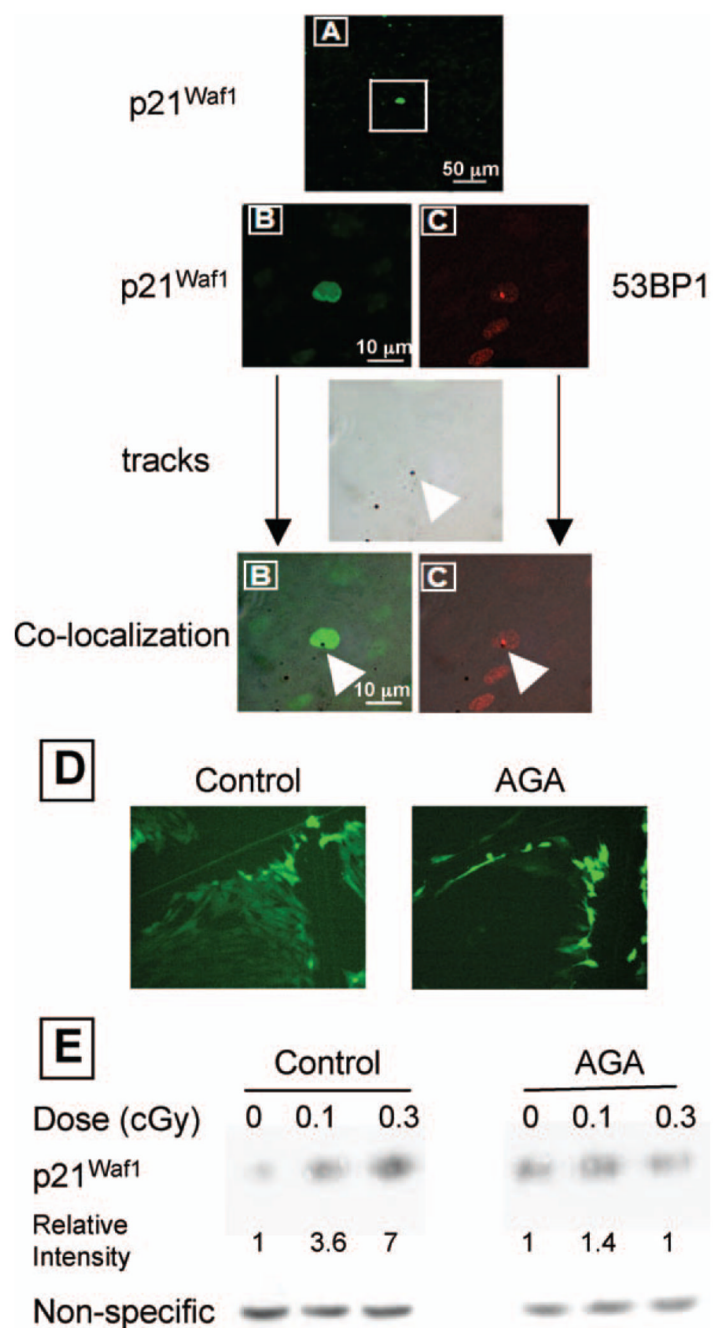 A
p21Waf1
50 µm
B
C
p21Waf1
53BP1
10 µm
tracks
B
C
Co-localization
10 µm
D
Control
AGA
E
Control
AGA
Dose (cGy) 0 0.1 0.3 0 0.1 0.3
p21Waf1
Relative
Intensity 1 3.6 7 1 1.4 1
Non-specific